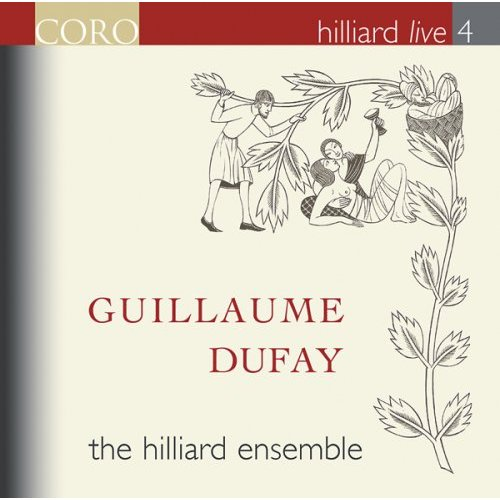 CORO
hilliard live 4
GUILLAUME
DUFAY
the hilliard ensemble